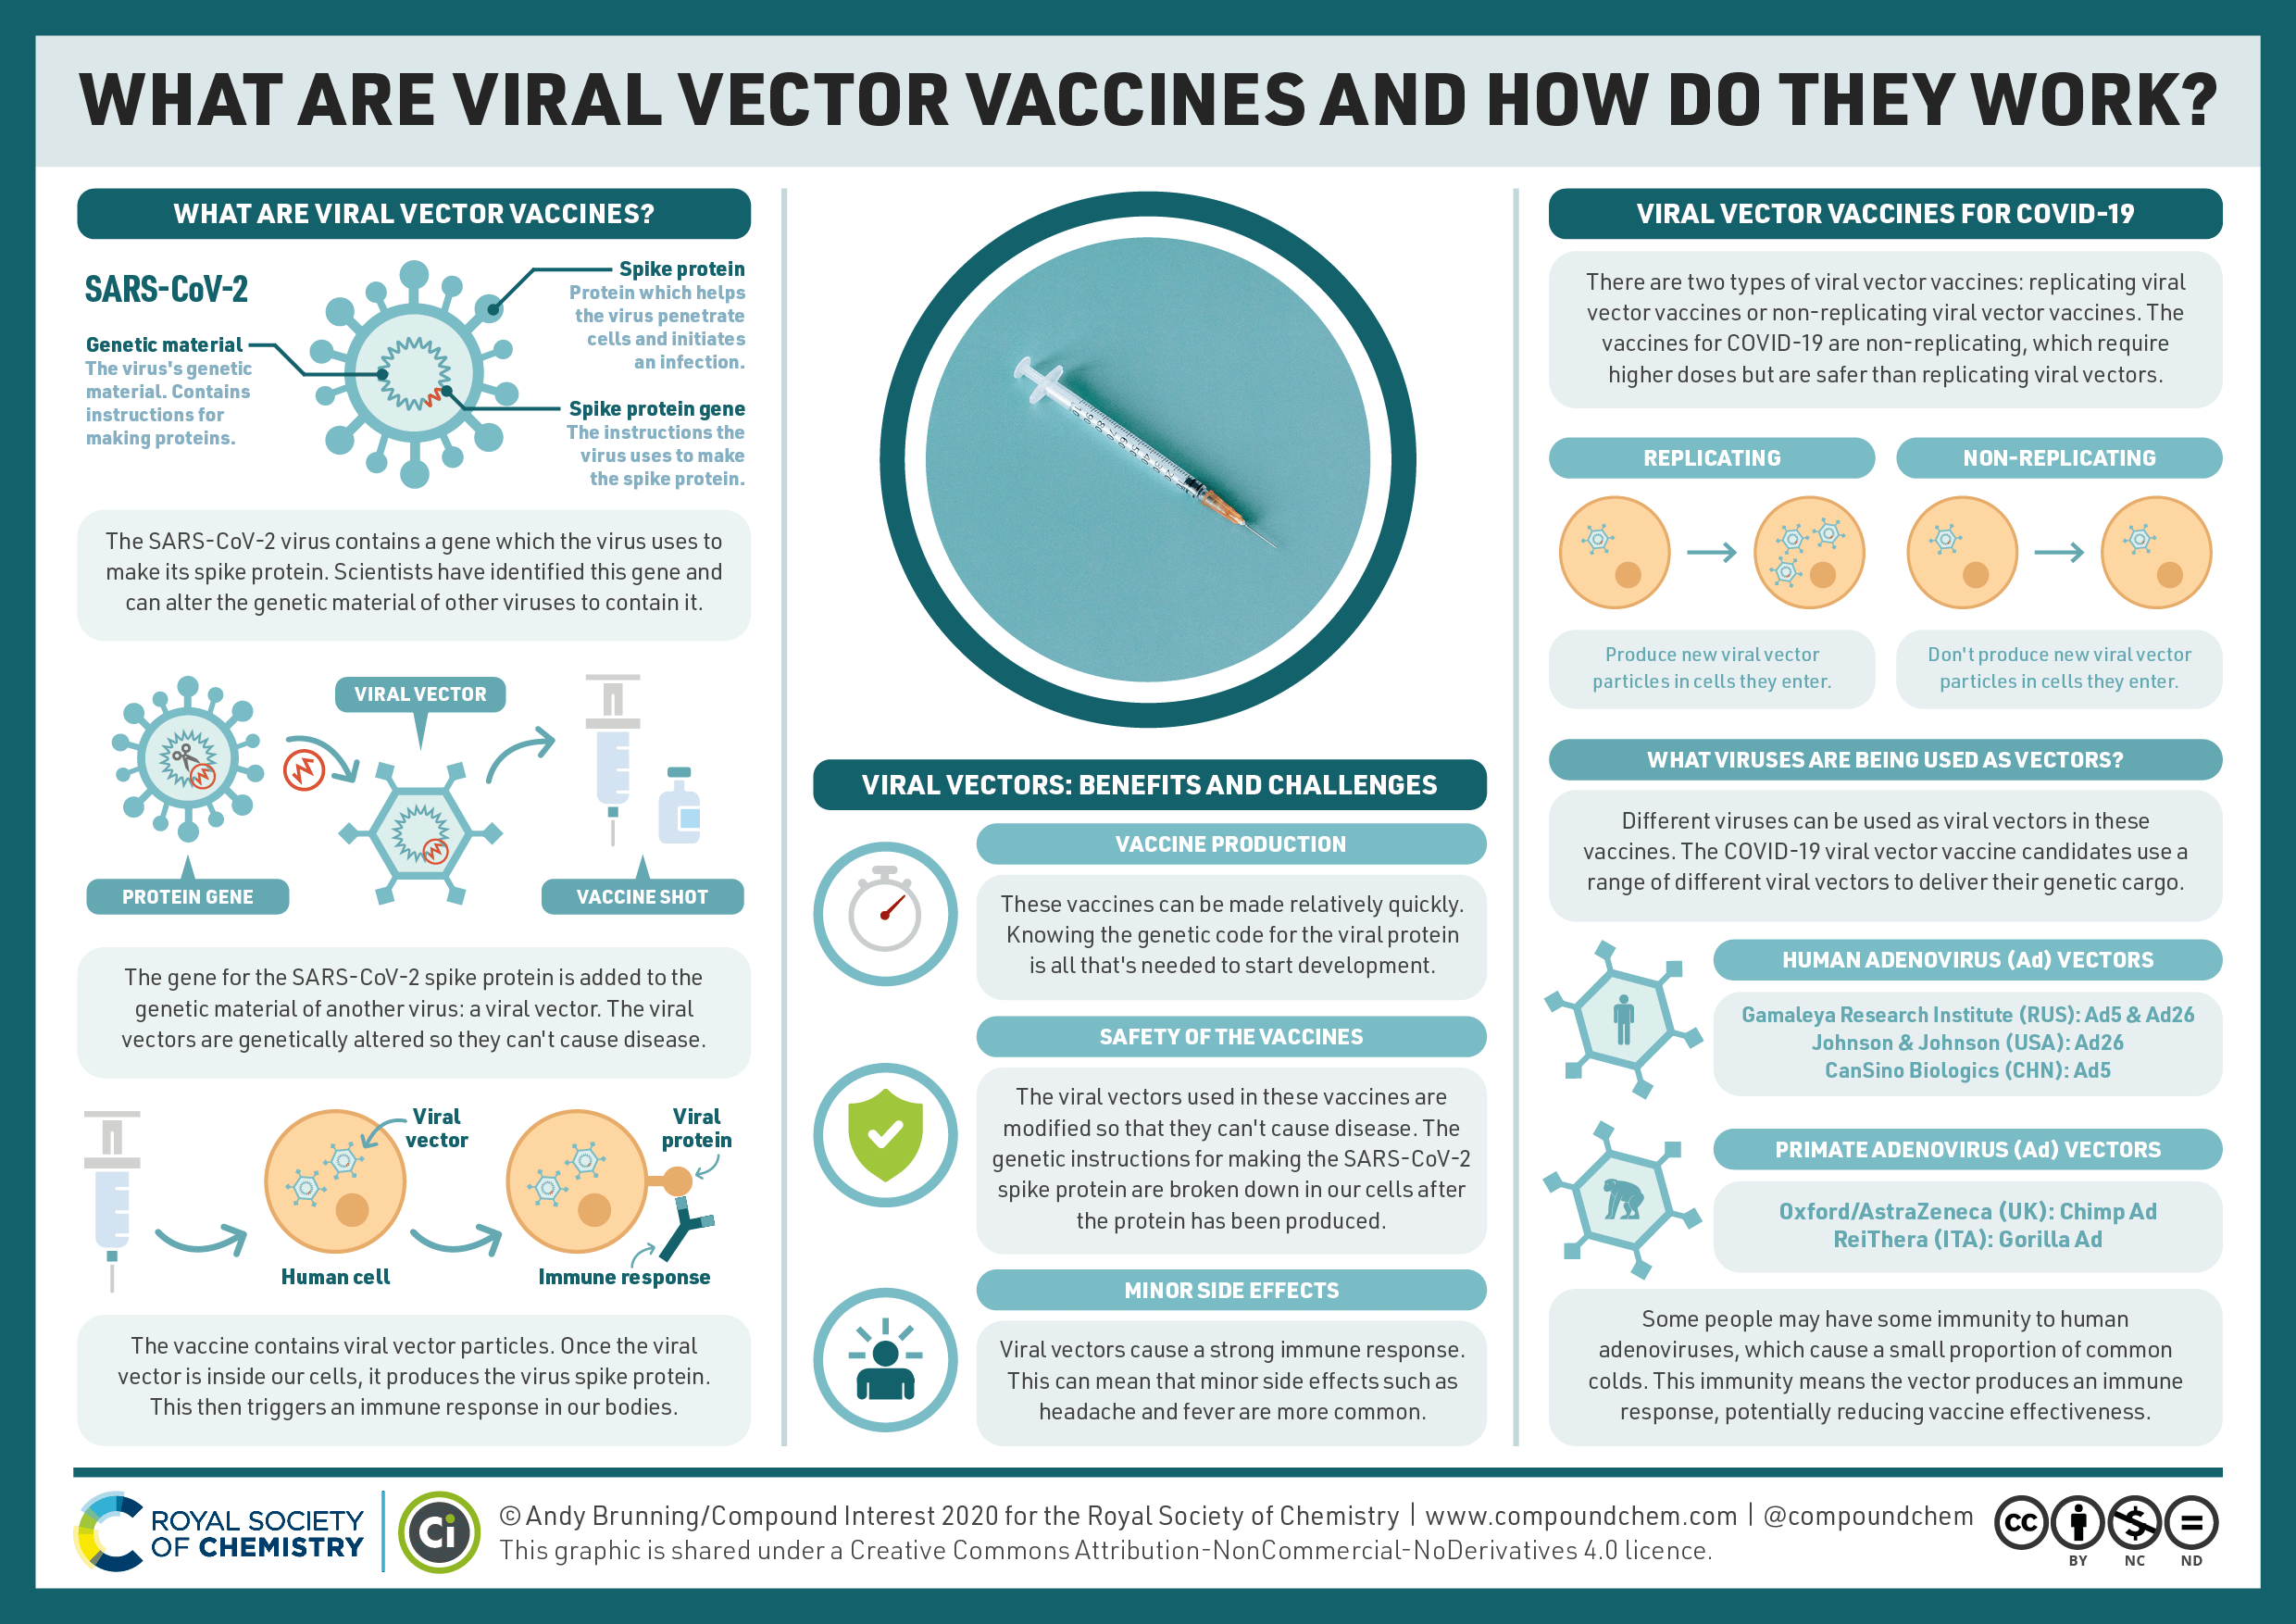 WHAT ARE VIRAL VECTOR VACCINES AND HOW DO THEY WORK?
WHAT ARE VIRAL VECTOR VACCINES?
SARS-CoV-2
Genetic material
The virus's genetic
material. Contains
instructions for
making proteins.
Spike protein
Protein which helps
the virus penetrate
cells and initiates
an infection.
Spike protein gene
The instructions the
virus uses to make
the spike protein.
The SARS-CoV-2 virus contains a gene which the virus uses to
make its spike protein. Scientists have identified this gene and
can alter the genetic material of other viruses to contain it.
VIRAL VECTOR
PROTEIN GENE
VACCINE SHOT
The gene for the SARS-CoV-2 spike protein is added to the
genetic material of another virus: a viral vector. The viral
vectors are genetically altered so they can't cause disease.
Viral
vector
Viral
protein
Human cell
Immune response
The vaccine contains viral vector particles. Once the viral
vector is inside our cells, it produces the virus spike protein.
This then triggers an immune response in our bodies.
VIRAL VECTORS: BENEFITS AND CHALLENGES
VACCINE PRODUCTION
These vaccines can be made relatively quickly.
Knowing the genetic code for the viral protein
is all that's needed to start development.
SAFETY OF THE VACCINES
The viral vectors used in these vaccines are
modified so that they can't cause disease. The
genetic instructions for making the SARS-CoV-2
spike protein are broken down in our cells after
the protein has been produced.
MINOR SIDE EFFECTS
Viral vectors cause a strong immune response.
This can mean that minor side effects such as
headache and fever are more common.
VIRAL VECTOR VACCINES FOR COVID-19
There are two types of viral vector vaccines: replicating viral
vector vaccines or non-replicating viral vector vaccines. The
vaccines for COVID-19 are non-replicating, which require
higher doses but are safer than replicating viral vectors.
REPLICATING
NON-REPLICATING
Produce new viral vector
particles in cells they enter.
Don't produce new viral vector
particles in cells they enter.
WHAT VIRUSES ARE BEING USED AS VECTORS?
Different viruses can be used as viral vectors in these
vaccines. The COVID-19 viral vector vaccine candidates use a
range of different viral vectors to deliver their genetic cargo.
HUMAN ADENOVIRUS (Ad) VECTORS
Gamaleya Research Institute (RUS): Ad5 & Ad26
Johnson & Johnson (USA): Ad26
CanSino Biologics (CHN): Ad5
PRIMATE ADENOVIRUS (Ad) VECTORS
Oxford/AstraZeneca (UK): Chimp Ad
ReiThera (ITA): Gorilla Ad
Some people may have some immunity to human
adenoviruses, which cause a small proportion of common
colds. This immunity means the vector produces an immune
response, potentially reducing vaccine effectiveness.
ROYAL SOCIETY
OF CHEMISTRY
Ci
© Andy Brunning/Compound Interest 2020 for the Royal Society of Chemistry | www.compoundchem.com | @compoundchem
This graphic is shared under a Creative Commons Attribution-NonCommercial-NoDerivatives 4.0 licence.
CC
BY NC ND